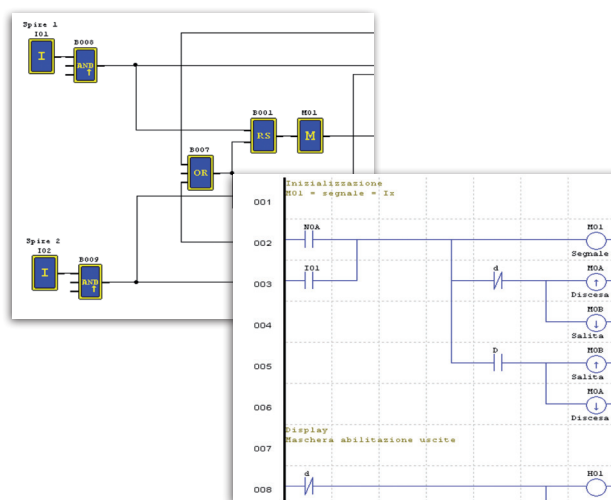 Spire 1
I01
B008
I
AND
↑
B001
M01
RS
M
B007
OR
Spire 2
I02
B009
I
AND
↑
Inizializzazione
M01 = segnale = Is
001
N0A
M01
002
Segnale
I01
d
M0A
003
↑
Discesa
M0B
004
↓
Salita
D
M0B
005
↑
Salita
M0A
006
↓
Discesa
Display
Maschera abilitazione uscite
007
d
H01
008